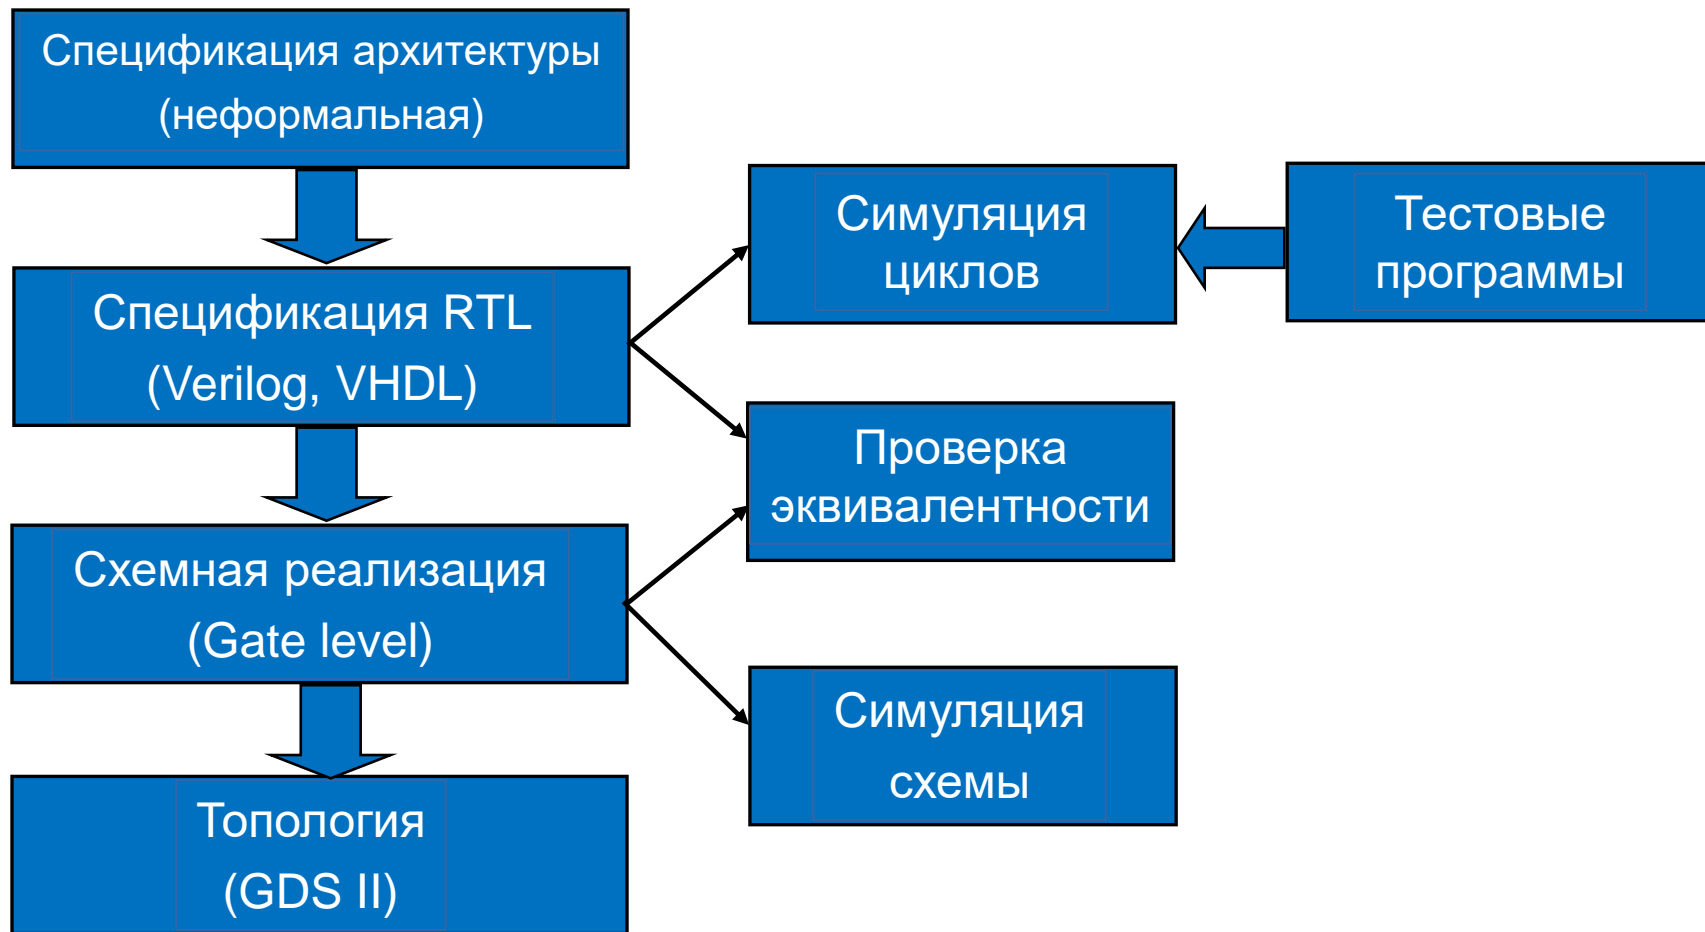 Спецификация архитектуры
(неформальная)
Спецификация RTL
(Verilog, VHDL)
Схемная реализация
(Gate level)
Топология
(GDS II)
Симуляция
циклов
Проверка
эквивалентности
Симуляция
схемы
Тестовые
программы